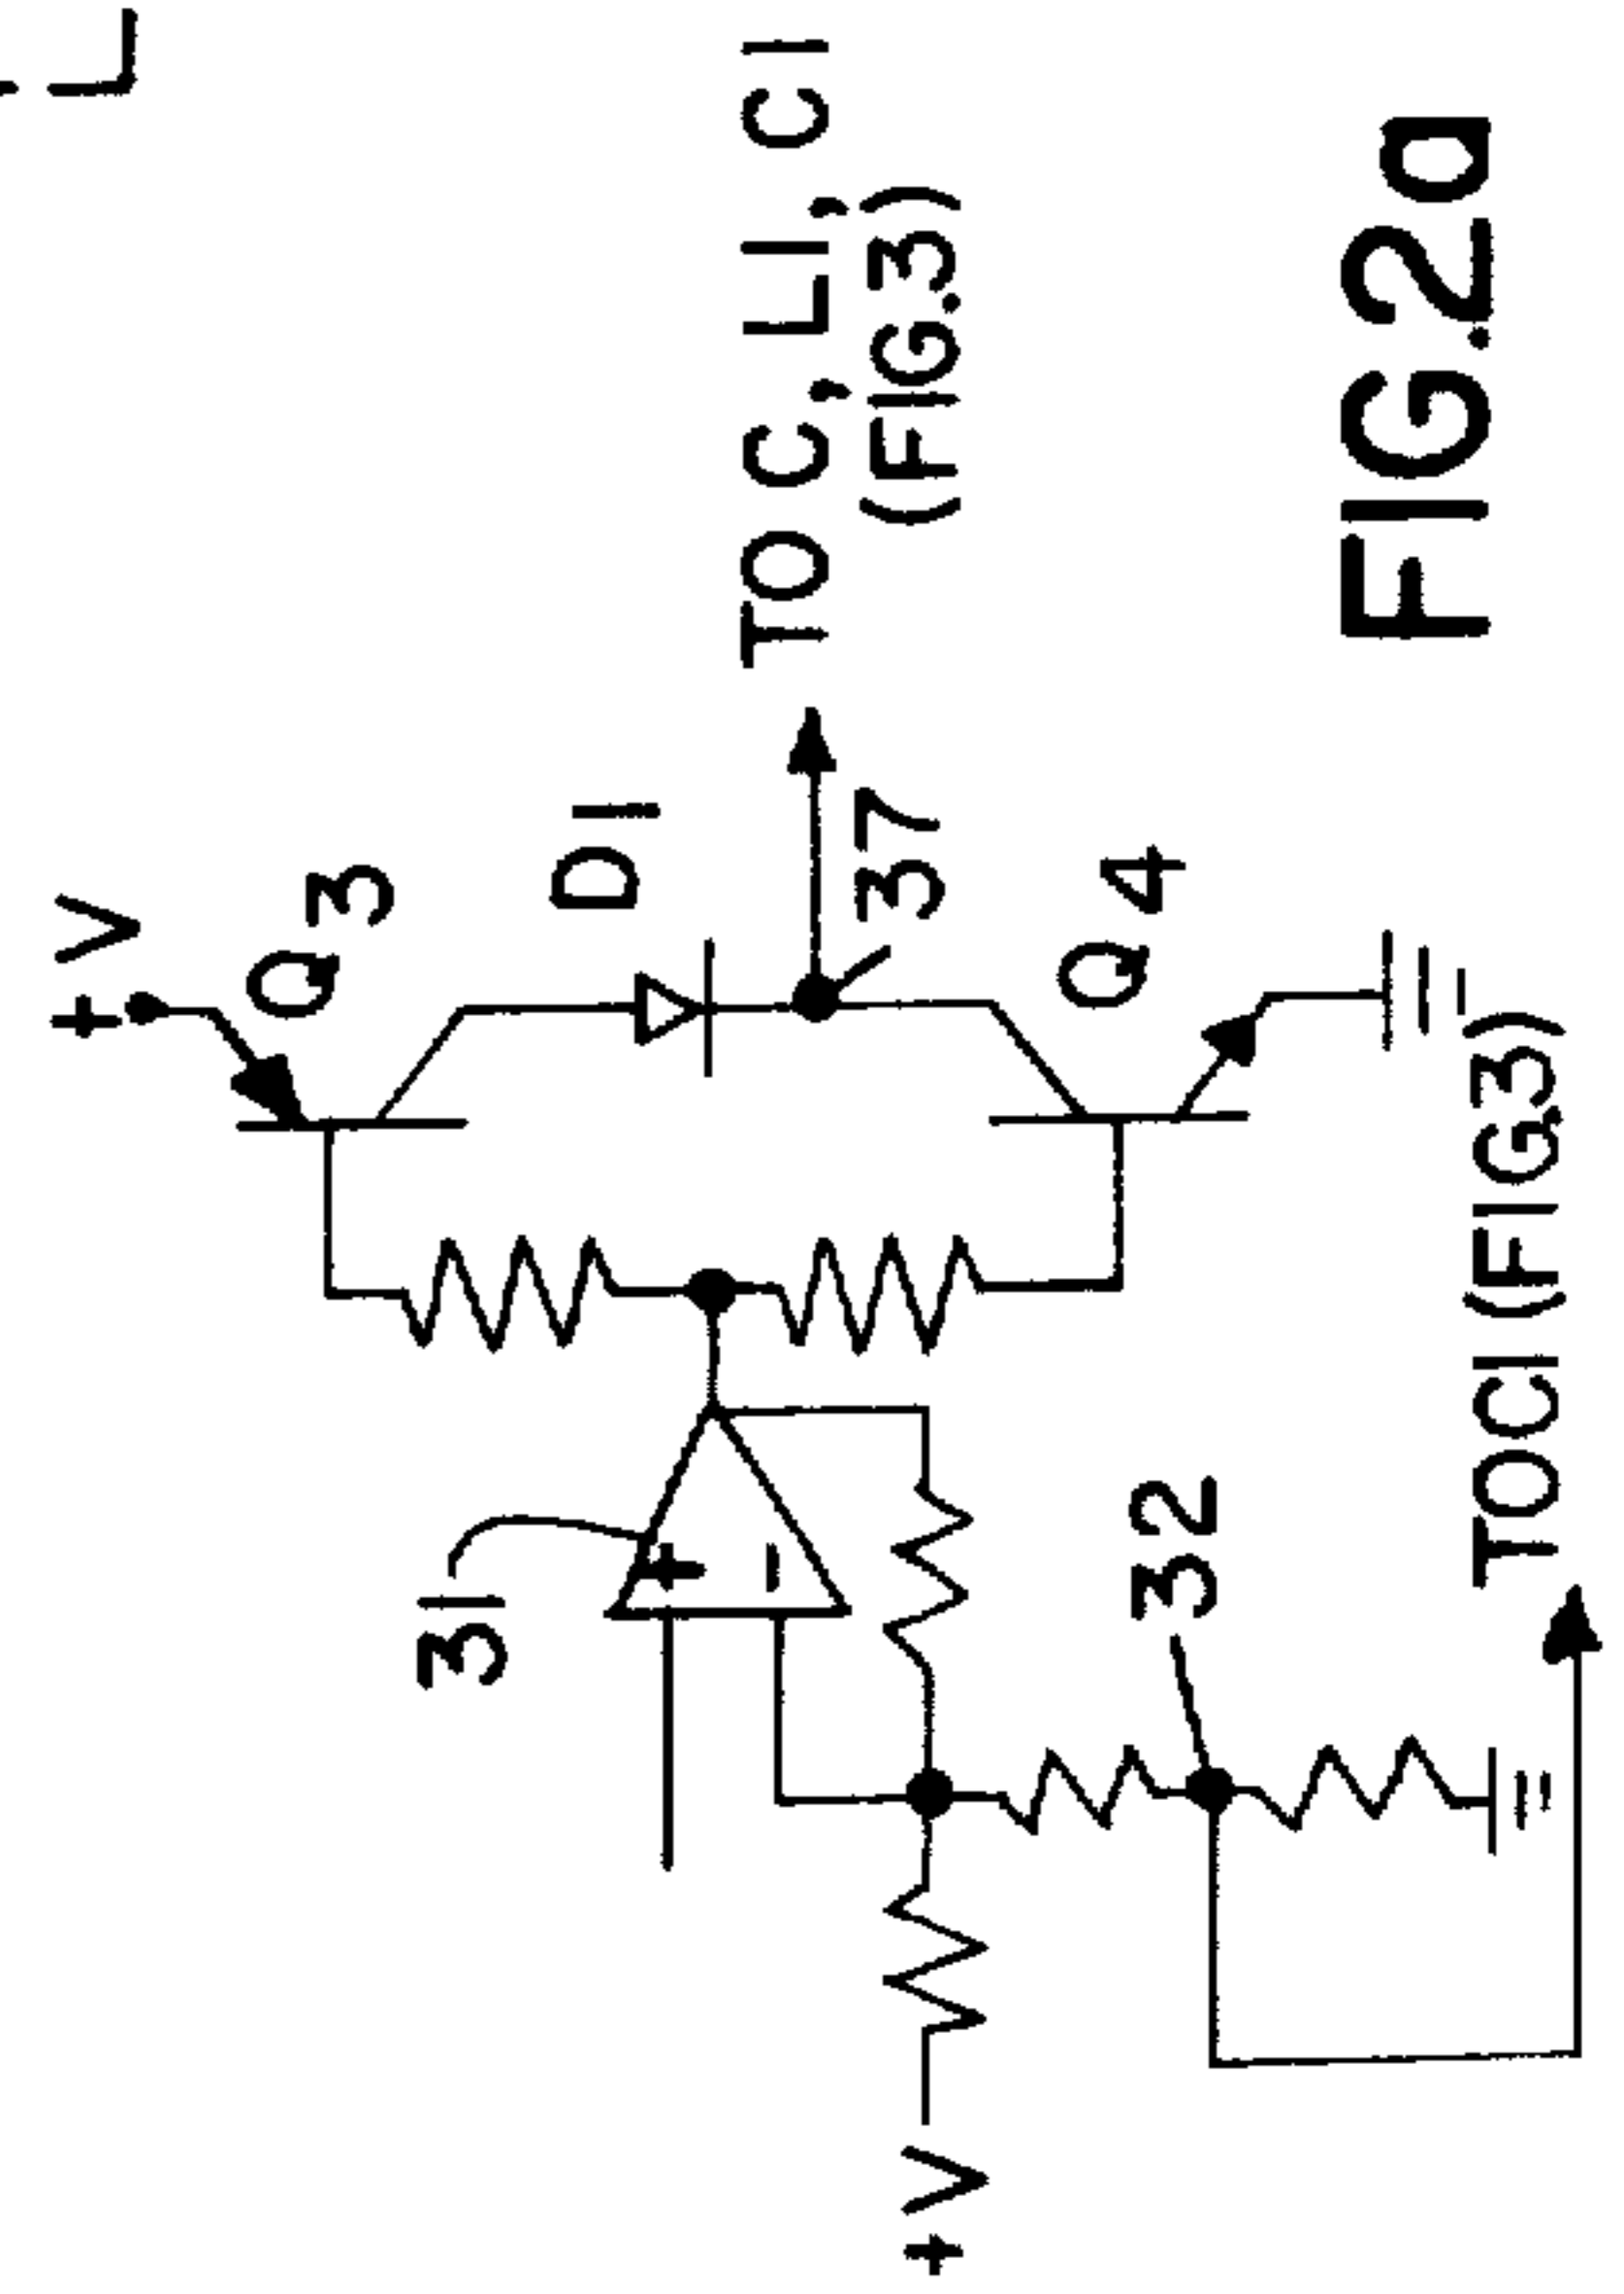 +V
Q3
D1
TO C, L1, C1
(FIG.3)
37
31
+
−
Q4
32
+V
TO C1 (FIG.3)
FIG.2a